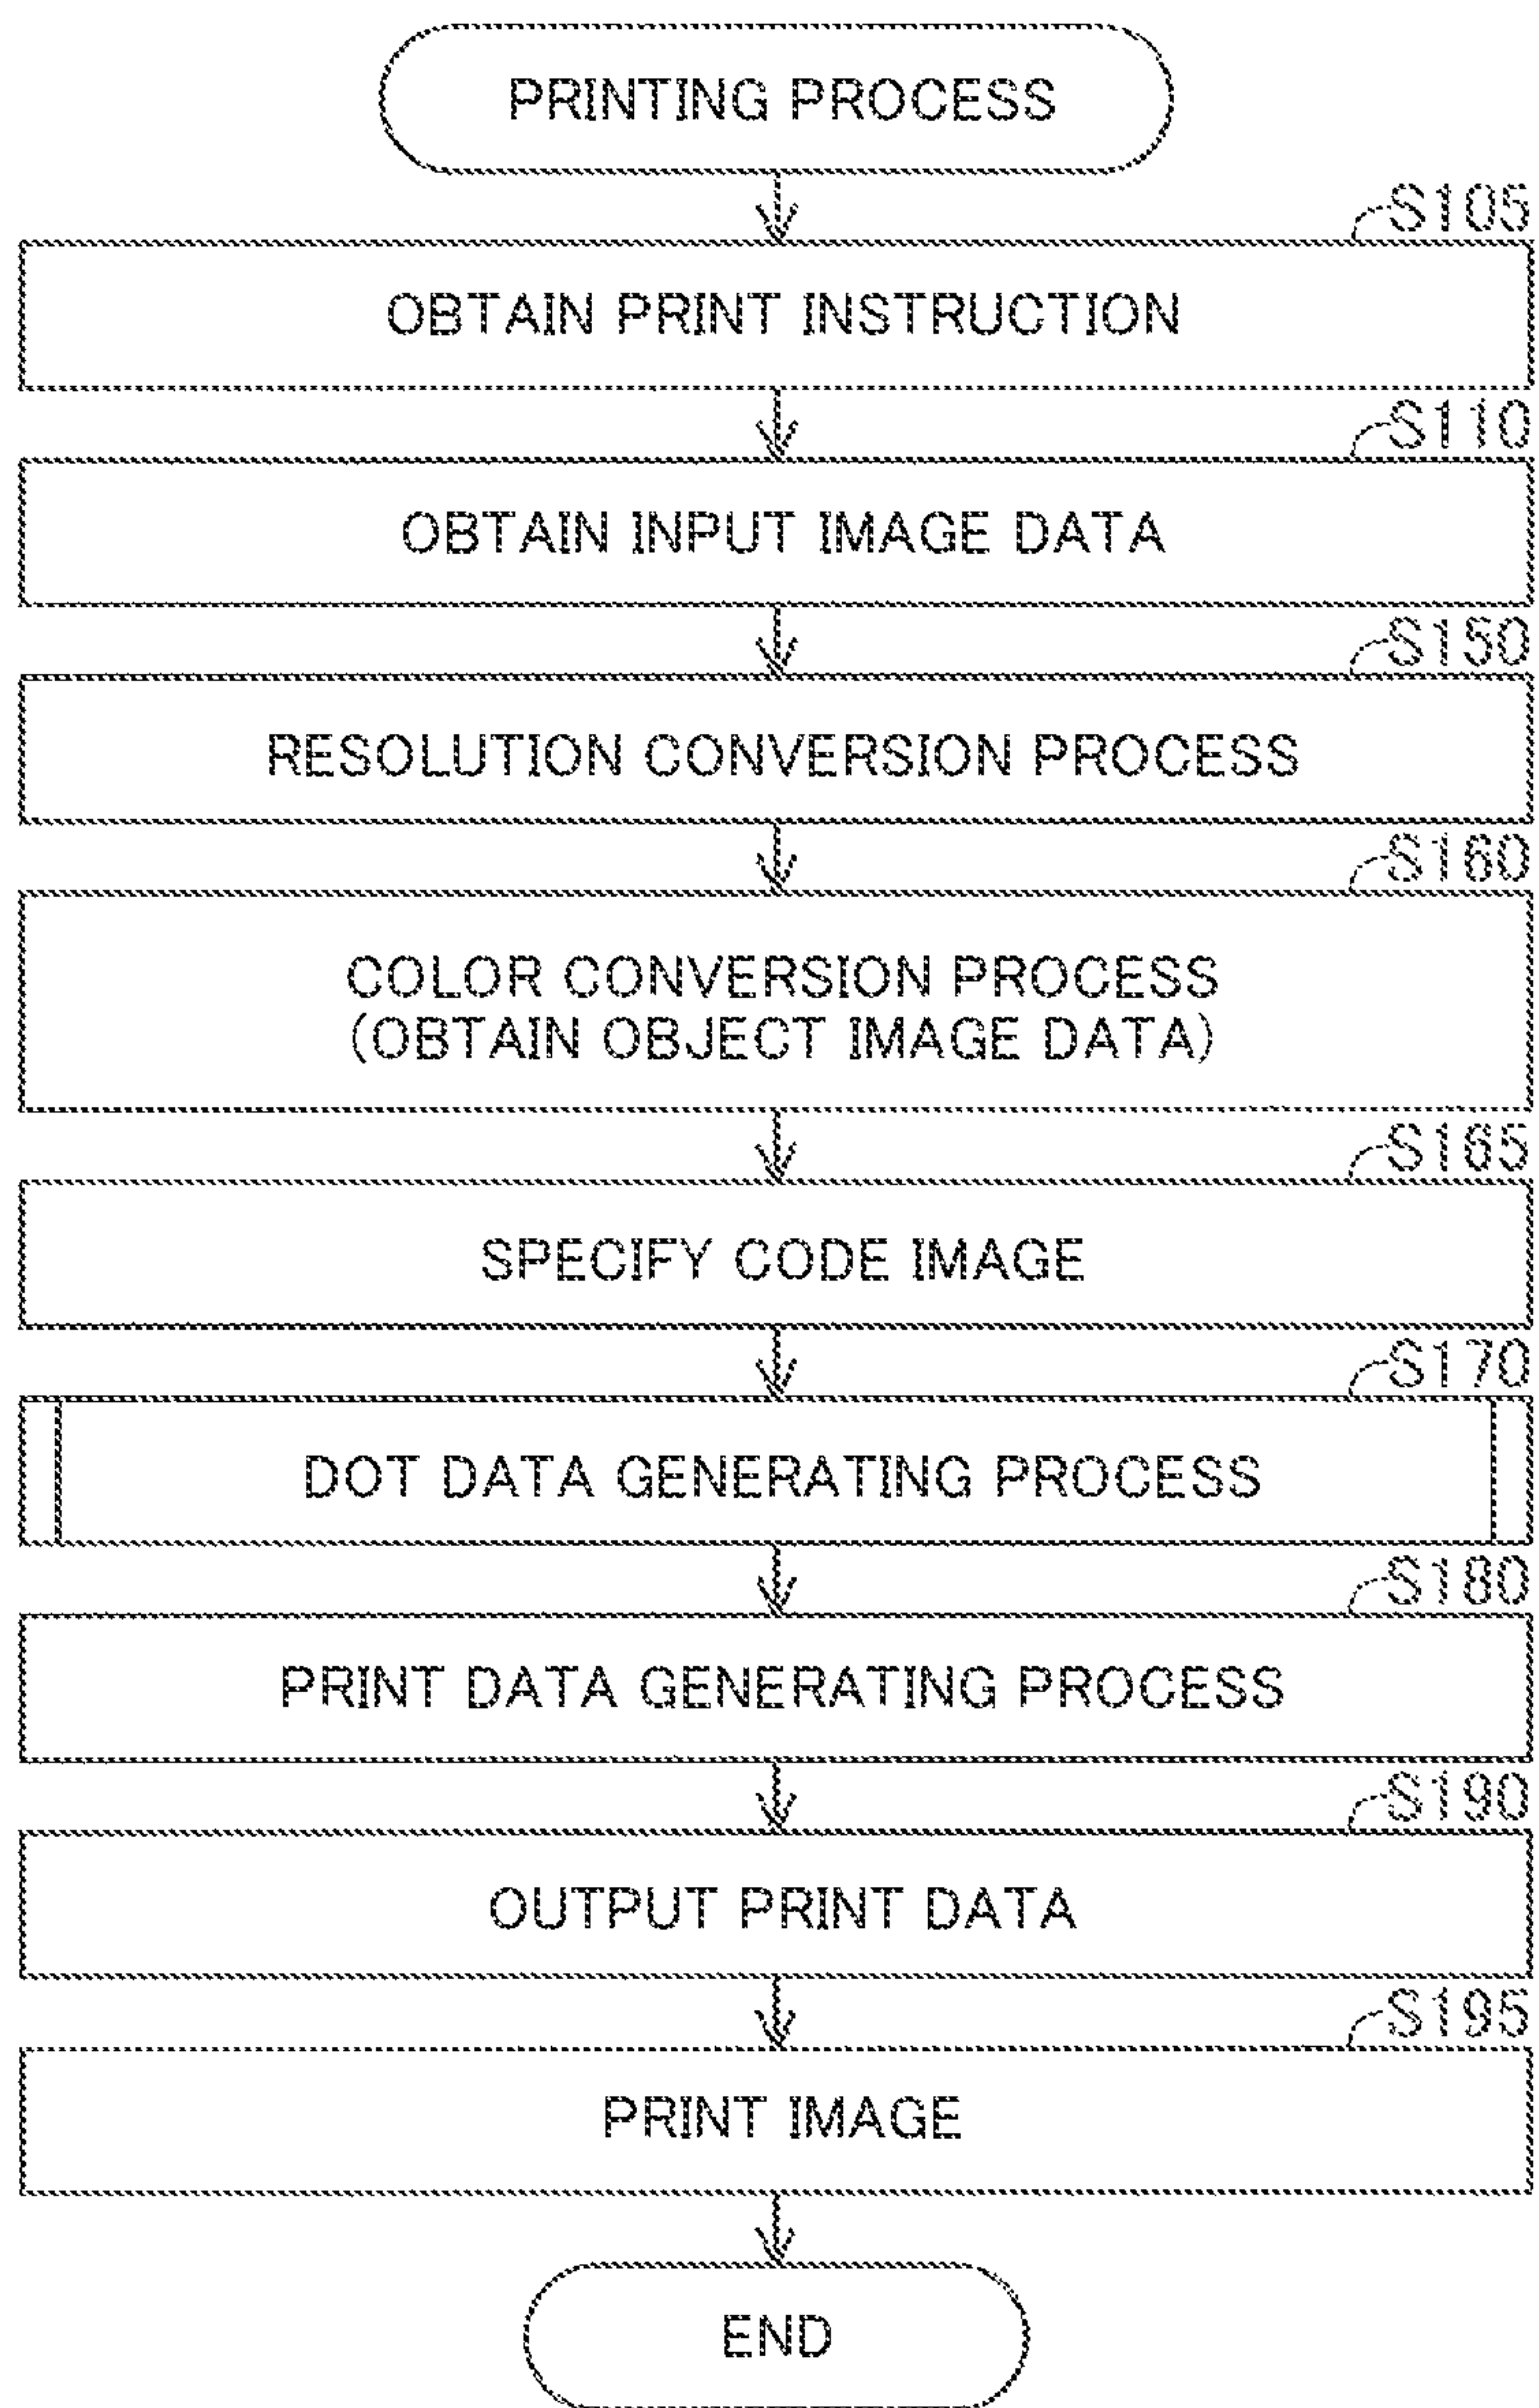 PRINTING PROCESS
S105
OBTAIN PRINT INSTRUCTION
S110
OBTAIN INPUT IMAGE DATA
S150
RESOLUTION CONVERSION PROCESS
S160
COLOR CONVERSION PROCESS
(OBTAIN OBJECT IMAGE DATA)
S165
SPECIFY CODE IMAGE
S170
DOT DATA GENERATING PROCESS
S180
PRINT DATA GENERATING PROCESS
S190
OUTPUT PRINT DATA
S195
PRINT IMAGE
END